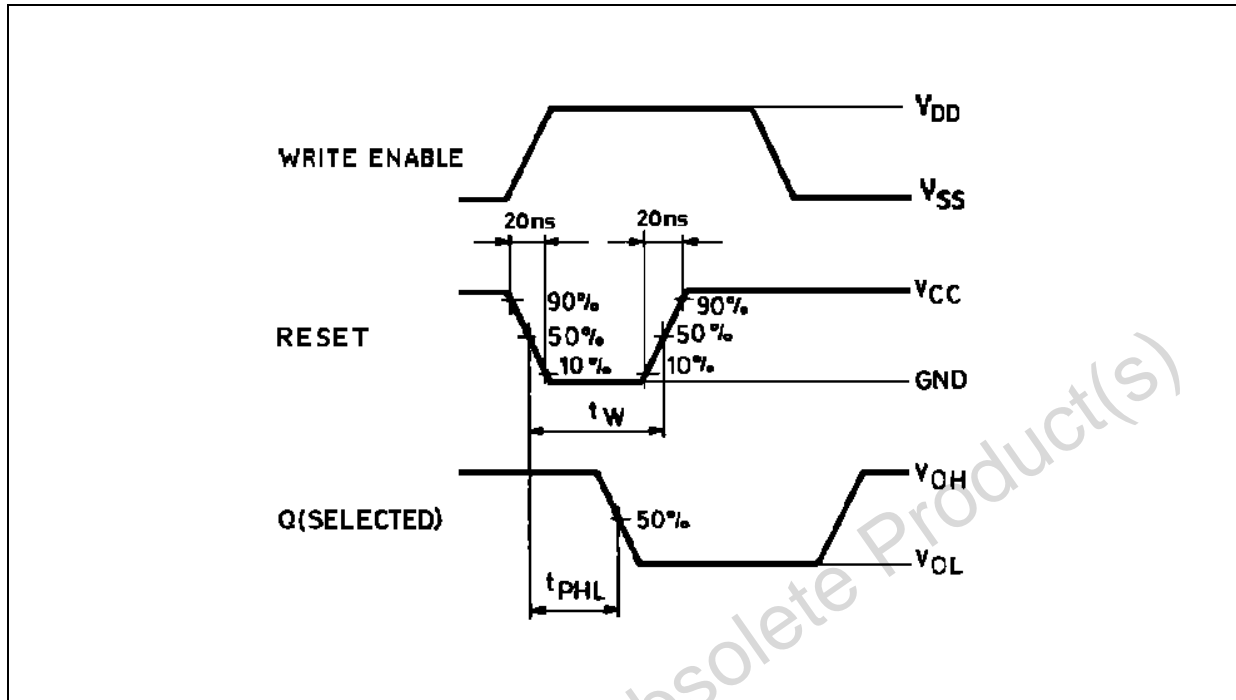 VDD
WRITE ENABLE
VSS
20ns 20ns
VCC
90% 90%
RESET 50% 50%
10% 10%
GND
tW
VOH
Q(SELECTED) 50%
VOL
tPHL
bsolete Product(s)